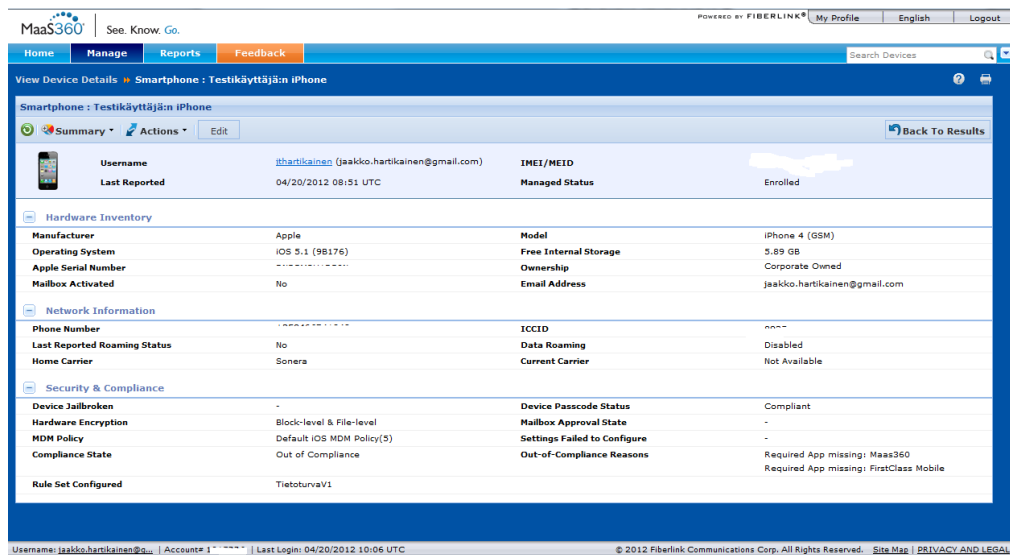 MaaS360 See. Know. Go.
POWERED BY FIBERLINK® My Profile English Logout
Home Manage Reports Feedback Search Devices
View Device Details Smartphone : Testikäyttäjä:n iPhone
Smartphone : Testikäyttäjä:n iPhone
Summary Actions Edit Back To Results
Username jthartikainen (jaakko.hartikainen@gmail.com) IMEI/MEID
Last Reported 04/20/2012 08:51 UTC Managed Status Enrolled
Hardware Inventory
Manufacturer Apple Model iPhone 4 (GSM)
Operating System iOS 5.1 (9B176) Free Internal Storage 5.89 GB
Apple Serial Number Ownership Corporate Owned
Mailbox Activated No Email Address jaakko.hartikainen@gmail.com
Network Information
Phone Number ICCID
Last Reported Roaming Status No Data Roaming Disabled
Home Carrier Sonera Current Carrier Not Available
Security & Compliance
Device Jailbroken - Device Passcode Status Compliant
Hardware Encryption Block-level & File-level Mailbox Approval State -
MDM Policy Default iOS MDM Policy(5) Settings Failed to Configure -
Compliance State Out of Compliance Out-of-Compliance Reasons Required App missing: Maas360
Required App missing: FirstClass Mobile
Rule Set Configured TietoturvaV1
Username: jaakko.hartikainen@g... | Account# | Last Login: 04/20/2012 10:06 UTC © 2012 Fiberlink Communications Corp. All Rights Reserved. Site Map | PRIVACY AND LEGAL